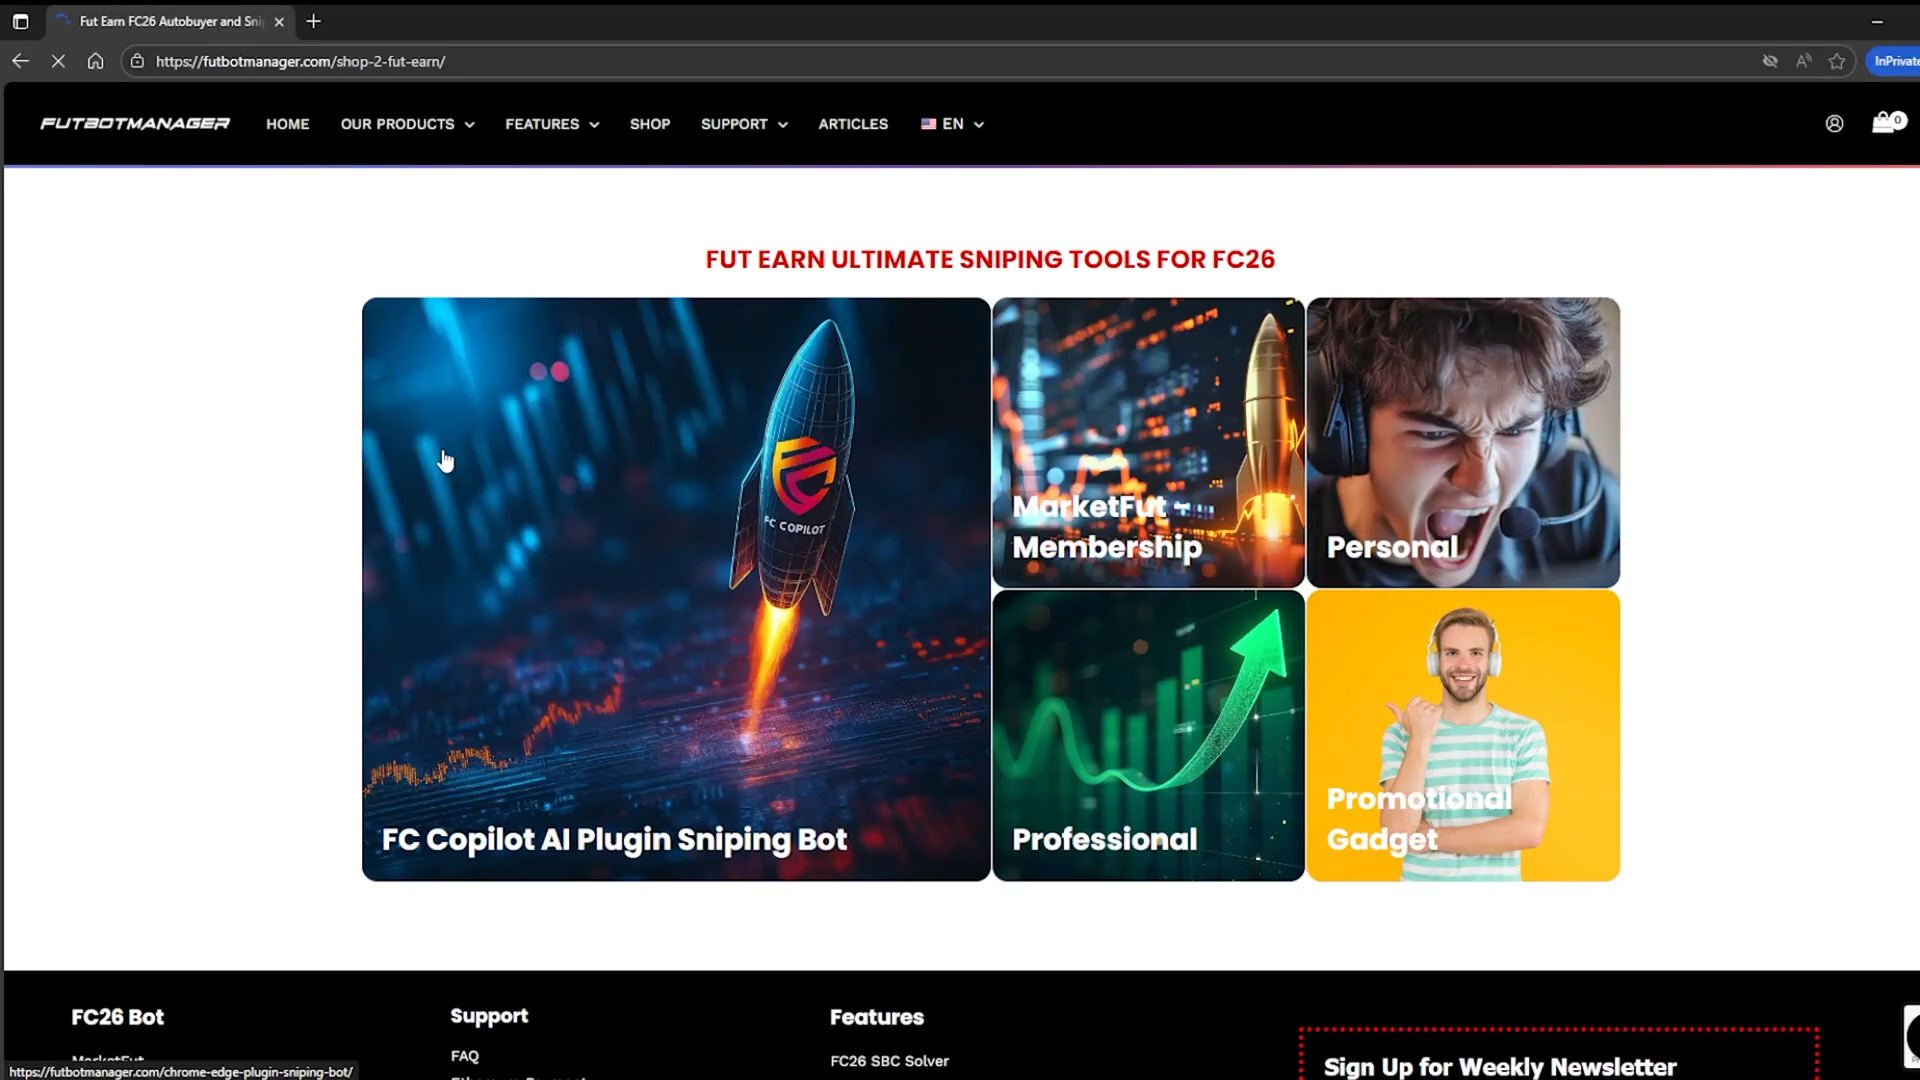 Fut Earn FC26 Autobuyer and Sni
https://futbotmanager.com/shop-2-fut-earn/
InPrivate
FUTBOTMANAGER
HOME
OUR PRODUCTS
FEATURES
SHOP
SUPPORT
ARTICLES
EN
0
FUT EARN ULTIMATE SNIPING TOOLS FOR FC26
FC COPILOT
FC Copilot AI Plugin Sniping Bot
MarketFut -
Membership
Personal
Professional
Promotional
Gadget
FC26 Bot
Support
Features
MarketFut
FAQ
FC26 SBC Solver
Sign Up for Weekly Newsletter
https://futbotmanager.com/chrome-edge-plugin-sniping-bot/